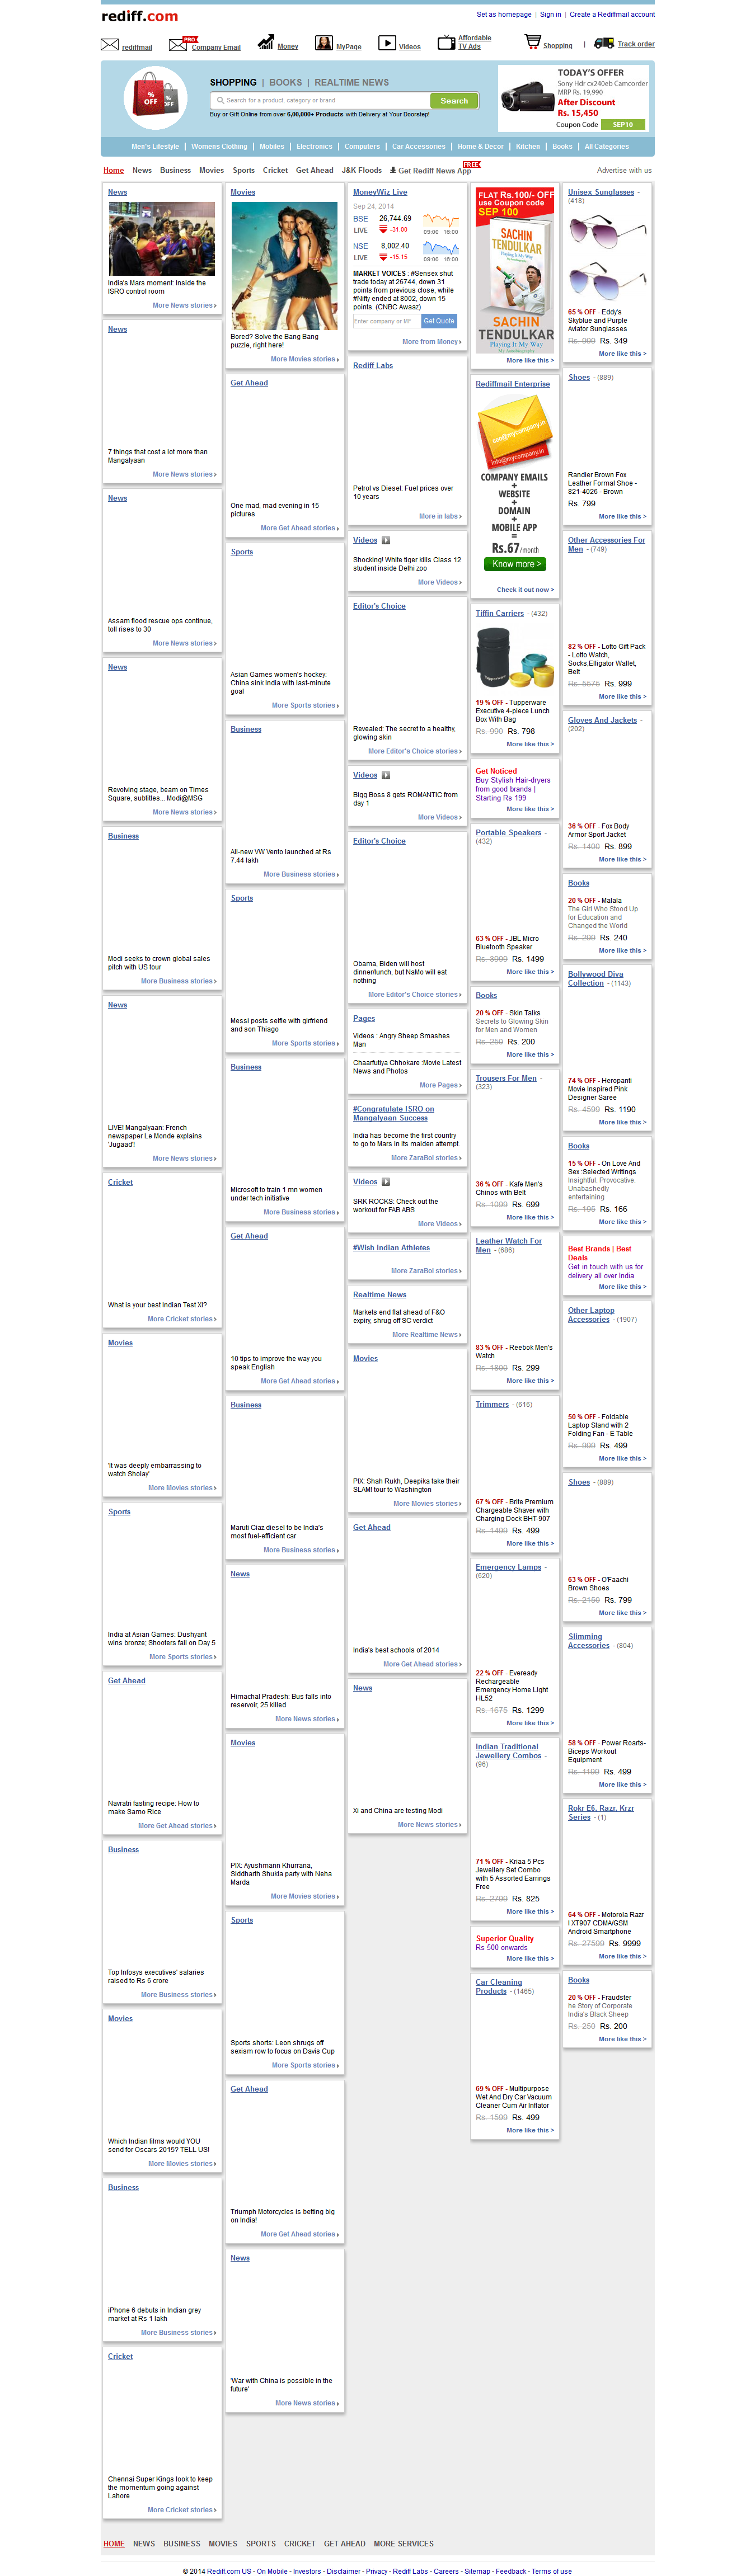 rediff.com
Set as homepage | Sign in | Create a Rediffmail account
rediffmail
PRO
Company Email
Money
MyPage
Videos
Affordable
TV Ads
Shopping
|
Track order
% OFF
% OFF
SHOPPING | BOOKS | REALTIME NEWS
Search for a product, category or brand
Search
Buy or Gift Online from over 6,00,000+ Products with Delivery at Your Doorstep!
TODAY'S OFFER
Sony Hdr cx240eb Camcorder
MRP Rs. 19,990
After Discount
Rs. 15,450
Coupon Code SEP10
Men's Lifestyle | Womens Clothing | Mobiles | Electronics | Computers | Car Accessories | Home & Decor | Kitchen | Books | All Categories
Home News Business Movies Sports Cricket Get Ahead J&K Floods Get Rediff News App
FREE
Advertise with us
News
India's Mars moment: Inside the
ISRO control room
More News stories
News
7 things that cost a lot more than
Mangalyaan
More News stories
News
Assam flood rescue ops continue,
toll rises to 30
More News stories
News
Revolving stage, beam on Times
Square, subtitles... Modi@MSG
More News stories
Business
Modi seeks to crown global sales
pitch with US tour
More Business stories
News
LIVE! Mangalyaan: French
newspaper Le Monde explains
'Jugaad'!
More News stories
Cricket
What is your best Indian Test XI?
More Cricket stories
Movies
'It was deeply embarrassing to
watch Sholay'
More Movies stories
Sports
India at Asian Games: Dushyant
wins bronze; Shooters fail on Day 5
More Sports stories
Get Ahead
Navratri fasting recipe: How to
make Samo Rice
More Get Ahead stories
Business
Top Infosys executives' salaries
raised to Rs 6 crore
More Business stories
Movies
Which Indian films would YOU
send for Oscars 2015? TELL US!
More Movies stories
Business
iPhone 6 debuts in Indian grey
market at Rs 1 lakh
More Business stories
Cricket
Chennai Super Kings look to keep
the momentum going against
Lahore
More Cricket stories
Movies
Bored? Solve the Bang Bang
puzzle, right here!
More Movies stories
Get Ahead
One mad, mad evening in 15
pictures
More Get Ahead stories
Sports
Asian Games women's hockey:
China sink India with last-minute
goal
More Sports stories
Business
All-new VW Vento launched at Rs
7.44 lakh
More Business stories
Sports
Messi posts selfie with girlfriend
and son Thiago
More Sports stories
Business
Microsoft to train 1 mn women
under tech initiative
More Business stories
Get Ahead
10 tips to improve the way you
speak English
More Get Ahead stories
Business
Maruti Ciaz diesel to be India's
most fuel-efficient car
More Business stories
News
Himachal Pradesh: Bus falls into
reservoir, 25 killed
More News stories
Movies
PIX: Ayushmann Khurrana,
Siddharth Shukla party with Neha
Marda
More Movies stories
Sports
Sports shorts: Leon shrugs off
sexism row to focus on Davis Cup
More Sports stories
Get Ahead
Triumph Motorcycles is betting big
on India!
More Get Ahead stories
News
'War with China is possible in the
future'
More News stories
MoneyWiz Live
Sep 24, 2014
BSE 26,744.69
LIVE -31.00
09:00 16:00
NSE 8,002.40
LIVE -15.15
09:00 16:00
MARKET VOICES : #Sensex shut
trade today at 26744, down 31
points from previous close, while
#Nifty ended at 8002, down 15
points. (CNBC Awaaz)
Enter company or MF
Get Quote
More from Money
Rediff Labs
Petrol vs Diesel: Fuel prices over
10 years
More in labs
Videos
Shocking! White tiger kills Class 12
student inside Delhi zoo
More Videos
Editor's Choice
Revealed: The secret to a healthy,
glowing skin
More Editor's Choice stories
Videos
Bigg Boss 8 gets ROMANTIC from
day 1
More Videos
Editor's Choice
Obama, Biden will host
dinner/lunch, but NaMo will eat
nothing
More Editor's Choice stories
Pages
Videos : Angry Sheep Smashes
Man
Chaarfutiya Chhokare :Movie Latest
News and Photos
More Pages
#Congratulate ISRO on
Mangalyaan Success
India has become the first country
to go to Mars in its maiden attempt.
More ZaraBol stories
Videos
SRK ROCKS: Check out the
workout for FAB ABS
More Videos
#Wish Indian Athletes
More ZaraBol stories
Realtime News
Markets end flat ahead of F&O
expiry, shrug off SC verdict
More Realtime News
Movies
PIX: Shah Rukh, Deepika take their
SLAM! tour to Washington
More Movies stories
Get Ahead
India's best schools of 2014
More Get Ahead stories
News
Xi and China are testing Modi
More News stories
FLAT Rs.100/- OFF
use Coupon code
SEP 100
SACHIN
TENDULKAR
Playing It My Way
SACHIN
TENDULKAR
Playing It My Way
My Autobiography
More like this >
Rediffmail Enterprise
ceo@mycompany.in
info@mycompany.in
COMPANY EMAILS
+
WEBSITE
+
DOMAIN
+
MOBILE APP
=
Rs.67/month
Know more >
Check it out now >
Tiffin Carriers - (432)
19 % OFF - Tupperware
Executive 4-piece Lunch
Box With Bag
Rs. 990 Rs. 798
More like this >
Get Noticed
Buy Stylish Hair-dryers
from good brands |
Starting Rs 199
More like this >
Portable Speakers -
(432)
63 % OFF - JBL Micro
Bluetooth Speaker
Rs. 3999 Rs. 1499
More like this >
Books
20 % OFF - Skin Talks
Secrets to Glowing Skin
for Men and Women
Rs. 250 Rs. 200
More like this >
Trousers For Men -
(323)
36 % OFF - Kafe Men's
Chinos with Belt
Rs. 1099 Rs. 699
More like this >
Leather Watch For
Men - (686)
83 % OFF - Reebok Men's
Watch
Rs. 1800 Rs. 299
More like this >
Trimmers - (616)
67 % OFF - Brite Premium
Chargeable Shaver with
Charging Dock BHT-907
Rs. 1490 Rs. 499
More like this >
Emergency Lamps -
(620)
22 % OFF - Eveready
Rechargeable
Emergency Home Light
HL52
Rs. 1675 Rs. 1299
More like this >
Indian Traditional
Jewellery Combos -
(96)
71 % OFF - Kriaa 5 Pcs
Jewellery Set Combo
with 5 Assorted Earrings
Free
Rs. 2799 Rs. 825
More like this >
Superior Quality
Rs 500 onwards
More like this >
Car Cleaning
Products - (1465)
69 % OFF - Multipurpose
Wet And Dry Car Vacuum
Cleaner Cum Air Inflator
Rs. 1599 Rs. 499
More like this >
Unisex Sunglasses -
(418)
65 % OFF - Eddy's
Skyblue and Purple
Aviator Sunglasses
Rs. 999 Rs. 349
More like this >
Shoes - (889)
Randier Brown Fox
Leather Formal Shoe -
821-4026 - Brown
Rs. 799
More like this >
Other Accessories For
Men - (749)
82 % OFF - Lotto Gift Pack
- Lotto Watch,
Socks,Elligator Wallet,
Belt
Rs. 5575 Rs. 999
More like this >
Gloves And Jackets -
(202)
36 % OFF - Fox Body
Armor Sport Jacket
Rs. 1400 Rs. 899
More like this >
Books
20 % OFF - Malala
The Girl Who Stood Up
for Education and
Changed the World
Rs. 299 Rs. 240
More like this >
Bollywood Diva
Collection - (1143)
74 % OFF - Heropanti
Movie Inspired Pink
Designer Saree
Rs. 4599 Rs. 1190
More like this >
Books
15 % OFF - On Love And
Sex :Selected Writings
Insightful. Provocative.
Unabashedly
entertaining
Rs. 195 Rs. 166
More like this >
Best Brands | Best
Deals
Get in touch with us for
delivery all over India
More like this >
Other Laptop
Accessories - (1907)
50 % OFF - Foldable
Laptop Stand with 2
Folding Fan - E Table
Rs. 999 Rs. 499
More like this >
Shoes - (889)
63 % OFF - O'Faachi
Brown Shoes
Rs. 2150 Rs. 799
More like this >
Slimming
Accessories - (804)
58 % OFF - Power Roarts-
Biceps Workout
Equipment
Rs. 1199 Rs. 499
More like this >
Rokr E6, Razr, Krzr
Series - (1)
64 % OFF - Motorola Razr
I XT907 CDMA/GSM
Android Smartphone
Rs. 27599 Rs. 9999
More like this >
Books
20 % OFF - Fraudster
he Story of Corporate
India's Black Sheep
Rs. 250 Rs. 200
More like this >
HOME NEWS BUSINESS MOVIES SPORTS CRICKET GET AHEAD MORE SERVICES
© 2014 Rediff.com US - On Mobile - Investors - Disclaimer - Privacy - Rediff Labs - Careers - Sitemap - Feedback - Terms of use